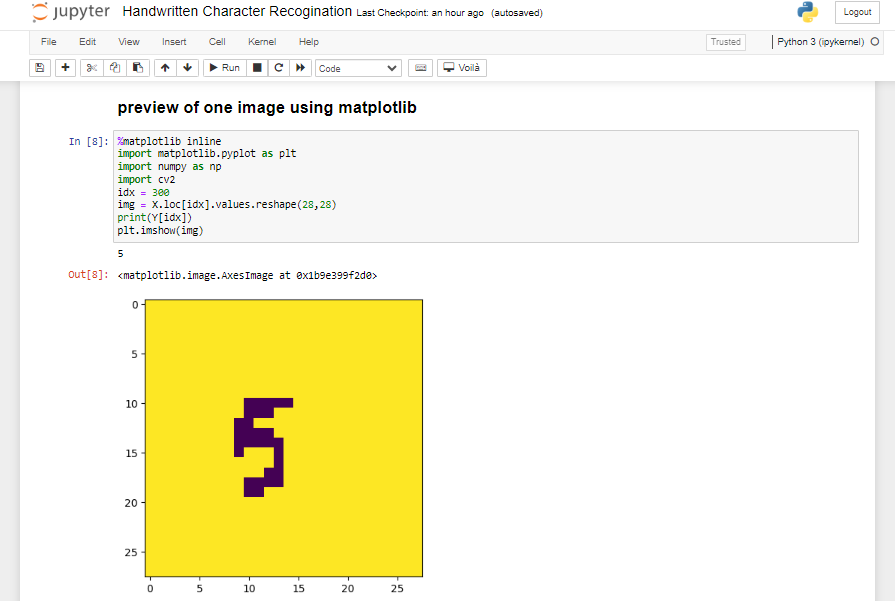 jupyter Handwritten Character Recogination Last Checkpoint: an hour ago (autosaved) Logout
File Edit View Insert Cell Kernel Help Trusted Python 3 (ipykernel)
Run Code Voilà
preview of one image using matplotlib
In [8]: %matplotlib inline
import matplotlib.pyplot as plt
import numpy as np
import cv2
idx = 300
img = X.loc[idx].values.reshape(28,28)
print(Y[idx])
plt.imshow(img)
5
Out[8]: <matplotlib.image.AxesImage at 0x1b9e399f2d0>
0
5
10
5
15
20
25
0 5 10 15 20 25